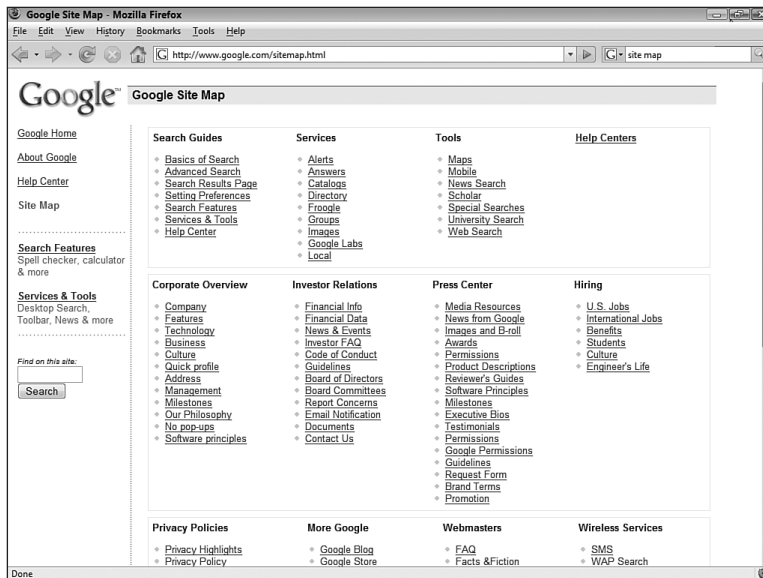 Google Site Map - Mozilla Firefox
File Edit View History Bookmarks Tools Help
G http://www.google.com/sitemap.html
G site map
Google™
Google Site Map
Google Home
About Google
Help Center
Site Map
Search Features
Spell checker, calculator
& more
Services & Tools
Desktop Search,
Toolbar, News & more
Find on this site:
Search
Search Guides
Basics of Search
Advanced Search
Search Results Page
Setting Preferences
Search Features
Services & Tools
Help Center
Services
Alerts
Answers
Catalogs
Directory
Froogle
Groups
Images
Google Labs
Local
Tools
Maps
Mobile
News Search
Scholar
Special Searches
University Search
Web Search
Help Centers
Corporate Overview
Company
Features
Technology
Business
Culture
Quick profile
Address
Management
Milestones
Our Philosophy
No pop-ups
Software principles
Investor Relations
Financial Info
Financial Data
News & Events
Investor FAQ
Code of Conduct
Guidelines
Board of Directors
Board Committees
Report Concerns
Email Notification
Documents
Contact Us
Press Center
Media Resources
News from Google
Images and B-roll
Awards
Permissions
Product Descriptions
Reviewer's Guides
Software Principles
Milestones
Executive Bios
Testimonials
Permissions
Google Permissions
Guidelines
Request Form
Brand Terms
Promotion
Hiring
U.S. Jobs
International Jobs
Benefits
Students
Culture
Engineer's Life
Privacy Policies
Privacy Highlights
Privacy Policy
More Google
Google Blog
Google Store
Webmasters
FAQ
Facts &Fiction
Wireless Services
SMS
WAP Search
Done